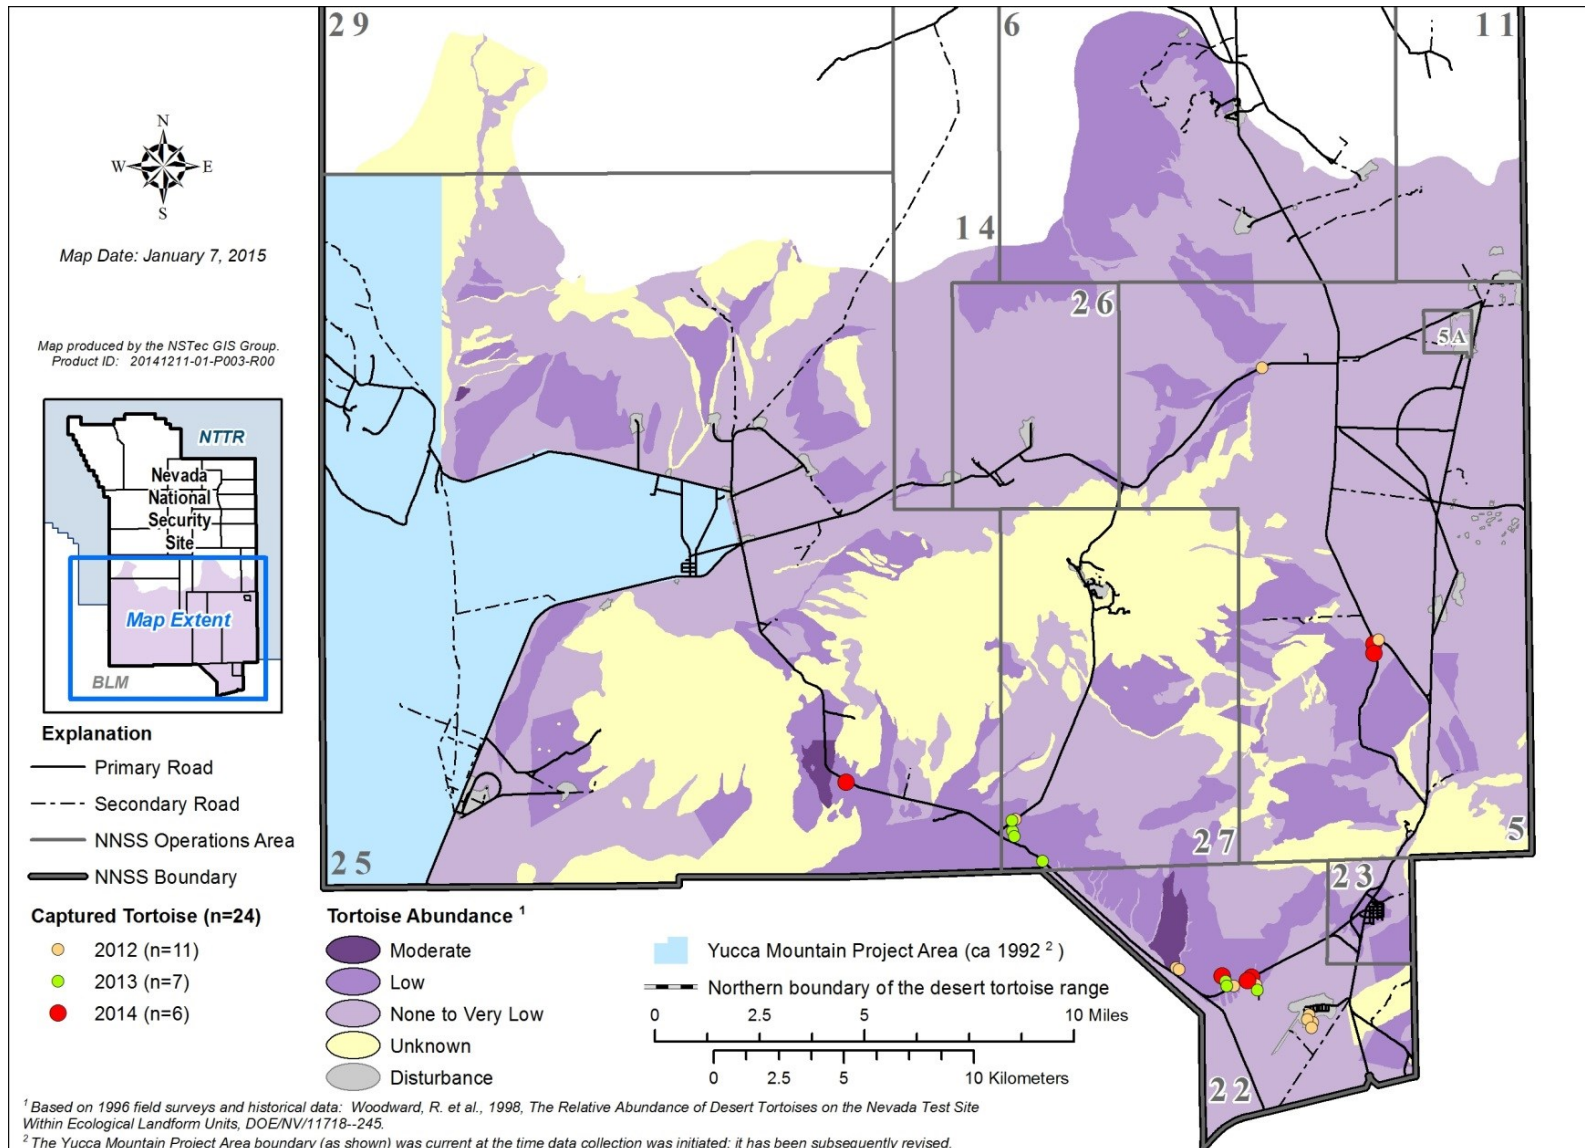 29
6
11
N
W
E
S
14
Map Date: January 7, 2015
26
5A
Map produced by the NSTec GIS Group.
Product ID: 20141211-01-P003-R00
NTTR
Nevada
National
Security
Site
Map Extent
BLM
Explanation
Primary Road
Secondary Road
NNSS Operations Area
NNSS Boundary
25
27
5
23
22
Captured Tortoise (n=24)
2012 (n=11)
2013 (n=7)
2014 (n=6)
Tortoise Abundance 1
Moderate
Low
None to Very Low
Unknown
Disturbance
Yucca Mountain Project Area (ca 1992 2 )
Northern boundary of the desert tortoise range
0 2.5 5 10 Miles
0 2.5 5 10 Kilometers
1 Based on 1996 field surveys and historical data: Woodward, R. et al., 1998, The Relative Abundance of Desert Tortoises on the Nevada Test Site
Within Ecological Landform Units, DOE/NV/11718--245.
2 The Yucca Mountain Project Area boundary (as shown) was current at the time data collection was initiated; it has been subsequently revised.